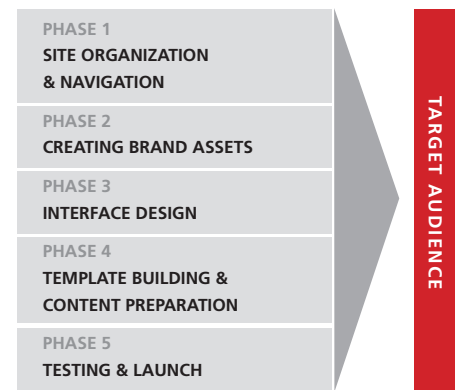 PHASE 1
SITE ORGANIZATION
& NAVIGATION
PHASE 2
CREATING BRAND ASSETS
PHASE 3
INTERFACE DESIGN
PHASE 4
TEMPLATE BUILDING &
CONTENT PREPARATION
PHASE 5
TESTING & LAUNCH
TARGET AUDIENCE